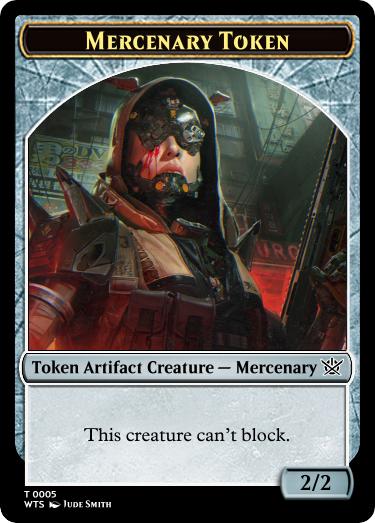 Mercenary Token
Token Artifact Creature — Mercenary
This creature can't block.
2/2
T 0005
WTS Jude Smith